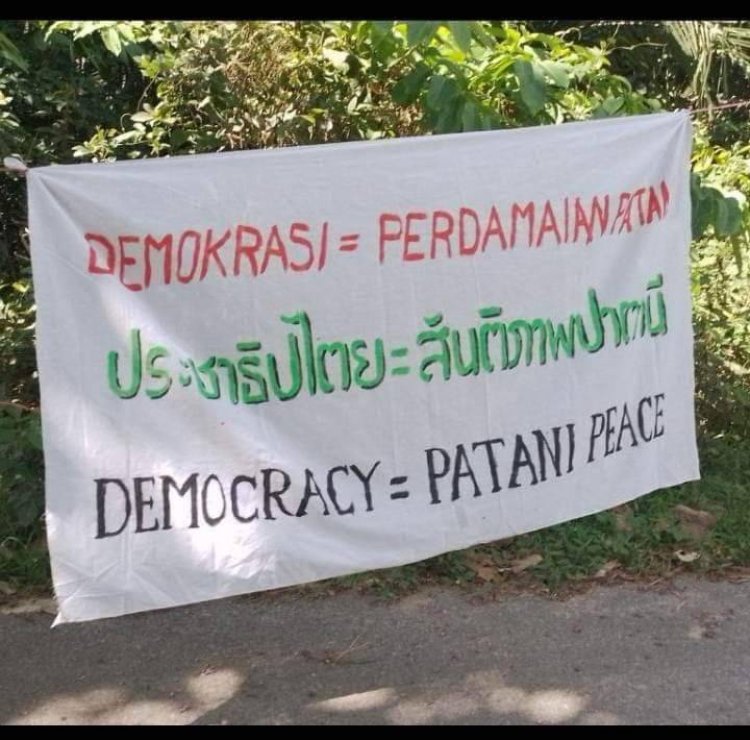 DEMOKRASI = PERDAMAIAN PATAN
ประชาธิปไตย = สันติภาพปาตานี
DEMOCRACY = PATANI PEACE